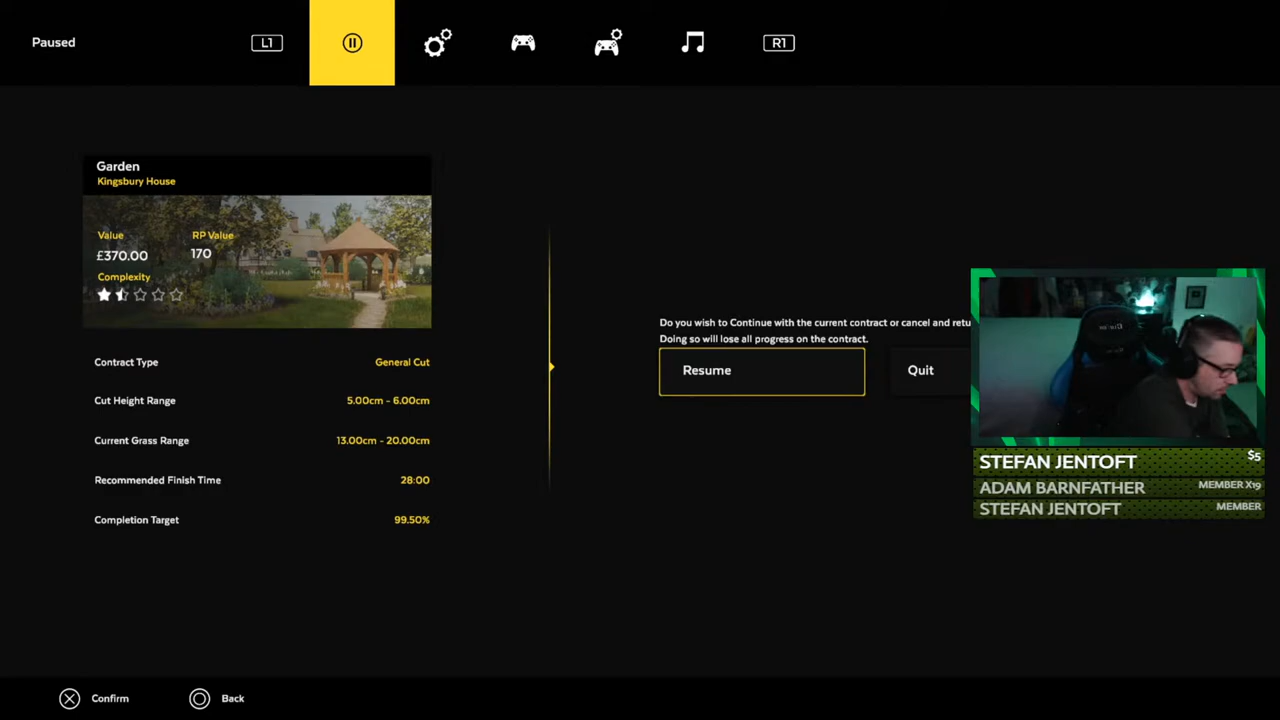 Paused
L1
R1
Garden
Kingsbury House
Value
RP Value
£370.00
170
Complexity
Contract Type
General Cut
Cut Height Range
5.00cm - 6.00cm
Current Grass Range
13.00cm - 20.00cm
Recommended Finish Time
28:00
Completion Target
99.50%
Do you wish to Continue with the current contract or cancel and retu
Doing so will lose all progress on the contract.
Resume
Quit
STEFAN JENTOFT
$5
ADAM BARNFATHER
MEMBER X19
STEFAN JENTOFT
MEMBER
Confirm
Back